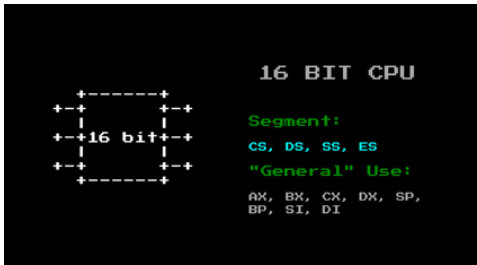 16 BIT CPU
16 bit
Segment:
CS, DS, SS, ES
"General" Use:
AX, BX, CX, DX, SP,
BP, SI, DI